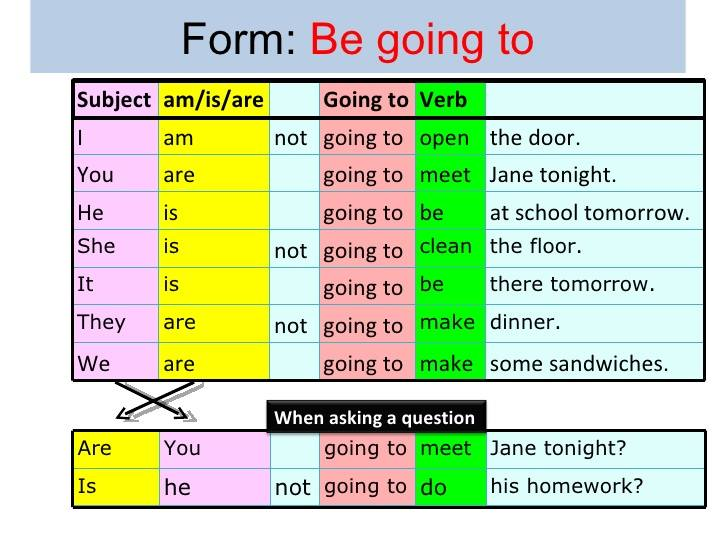 Form: Be going to
Subject am/is/are Going to Verb
I am not going to open the door.
You are going to meet Jane tonight.
He is going to be at school tomorrow.
She is not going to clean the floor.
It is going to be there tomorrow.
They are not going to make dinner.
We are going to make some sandwiches.
When asking a question
Are You going to meet Jane tonight?
Is he not going to do his homework?